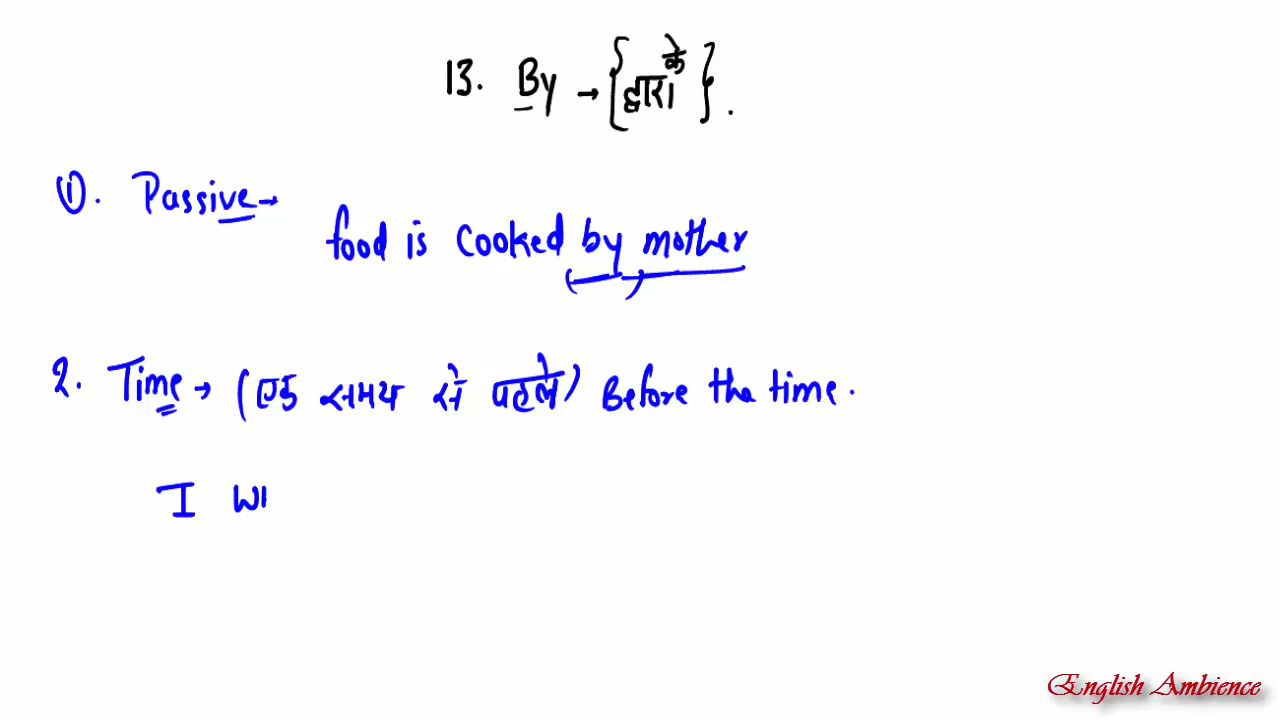 13. By → {के द्वारा}.
①. Passive →
food is cooked by mother
2. Time → (एक समय से पहले) Before the time.
I wi
English Ambience